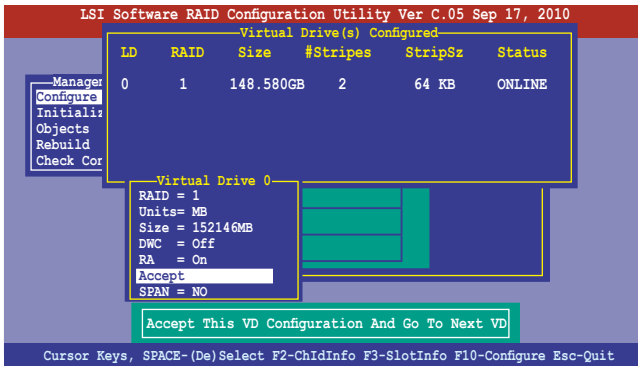 LSI Software RAID Configuration Utility Ver C.05 Sep 17, 2010
Virtual Drive(s) Configured
LD RAID Size #Stripes StripSz Status
0 1 148.580GB 2 64 KB ONLINE
Manager
Configure
Initializ
Objects
Rebuild
Check Con
Virtual Drive 0
RAID = 1
Units= MB
Size = 152146MB
DWC = Off
RA = On
Accept
SPAN = NO
Accept This VD Configuration And Go To Next VD
Cursor Keys, SPACE-(De)Select F2-ChIdInfo F3-SlotInfo F10-Configure Esc-Quit